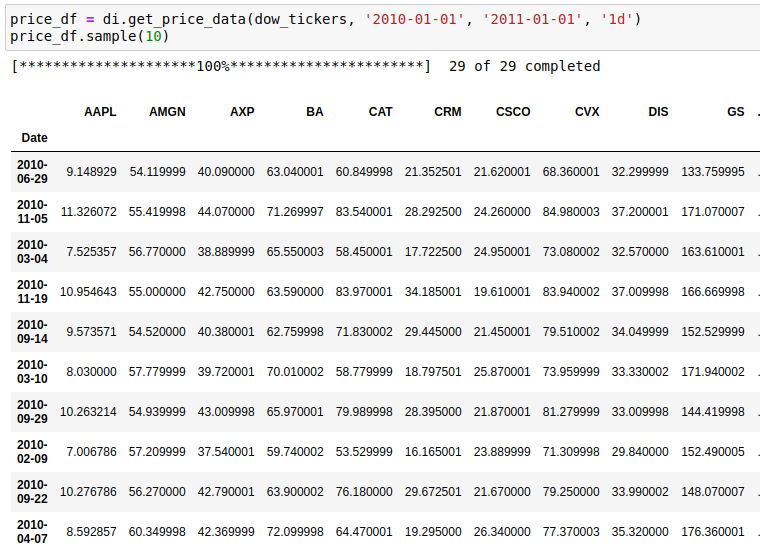 price_df = di.get_price_data(dow_tickers, '2010-01-01', '2011-01-01', '1d')
price_df.sample(10)
[*********************100%***********************]  29 of 29 completed
AAPL AMGN AXP BA CAT CRM CSCO CVX DIS GS .
Date
2010-06-29 9.148929 54.119999 40.090000 63.040001 60.849998 21.352501 21.620001 68.360001 32.299999 133.759995 .
2010-11-05 11.326072 55.419998 44.070000 71.269997 83.540001 28.292500 24.260000 84.980003 37.200001 171.070007 .
2010-03-04 7.525357 56.770000 38.889999 65.550003 58.450001 17.722500 24.950001 73.080002 32.570000 163.610001 .
2010-11-19 10.954643 55.000000 42.750000 63.590000 83.970001 34.185001 19.610001 83.940002 37.009998 166.669998 .
2010-09-14 9.573571 54.520000 40.380001 62.759998 71.830002 29.445000 21.450001 79.510002 34.049999 152.529999 .
2010-03-10 8.030000 57.779999 39.720001 70.010002 58.779999 18.797501 25.870001 73.959999 33.330002 171.940002 .
2010-09-29 10.263214 54.939999 43.009998 65.970001 79.989998 28.395000 21.870001 81.279999 33.009998 144.419998 .
2010-02-09 7.006786 57.209999 37.540001 59.740002 53.529999 16.165001 23.889999 71.309998 29.840000 152.490005 .
2010-09-22 10.276786 56.270000 42.790001 63.900002 76.180000 29.672501 21.670000 79.250000 33.990002 148.070007 .
2010-04-07 8.592857 60.349998 42.369999 72.099998 64.470001 19.295000 26.340000 77.370003 35.320000 176.360001 .